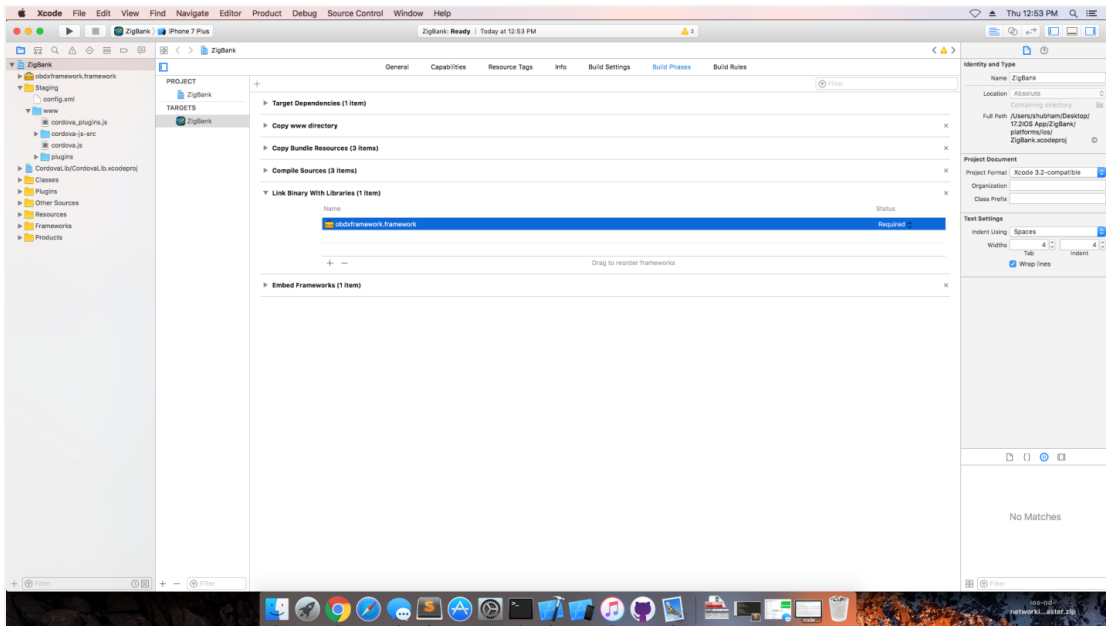 Xcode File Edit View Find Navigate Editor Product Debug Source Control Window Help
Thu 12:53 PM
ZigBank
iPhone 7 Plus
ZigBank: Ready | Today at 12:53 PM
2
ZigBank
ZigBank
obdxframework.framework
Staging
config.xml
www
cordova_plugins.js
cordova-js-src
cordova.js
plugins
CordovaLib/CordovaLib.xcodeproj
Classes
Plugins
Other Sources
Resources
Frameworks
Products
Filter
PROJECT
ZigBank
TARGETS
ZigBank
Filter
General Capabilities Resource Tags Info Build Settings Build Phases Build Rules
Filter
Target Dependencies (1 item)
Copy www directory
Copy Bundle Resources (3 items)
Compile Sources (3 items)
Link Binary With Libraries (1 item)
Name Status
obdxframework.framework Required
Drag to reorder frameworks
Embed Frameworks (1 item)
Identity and Type
Name ZigBank
Location Absolute
Containing directory
Full Path /Users/shubham/Desktop/
17.2IOS App/ZigBank/
platforms/ios/
ZigBank.xcodeproj
Project Document
Project Format Xcode 3.2-compatible
Organization
Class Prefix
Text Settings
Indent Using Spaces
Widths 4 4
Tab Indent
Wrap lines
No Matches
Filter
ios-nd-
networki...aster.zip